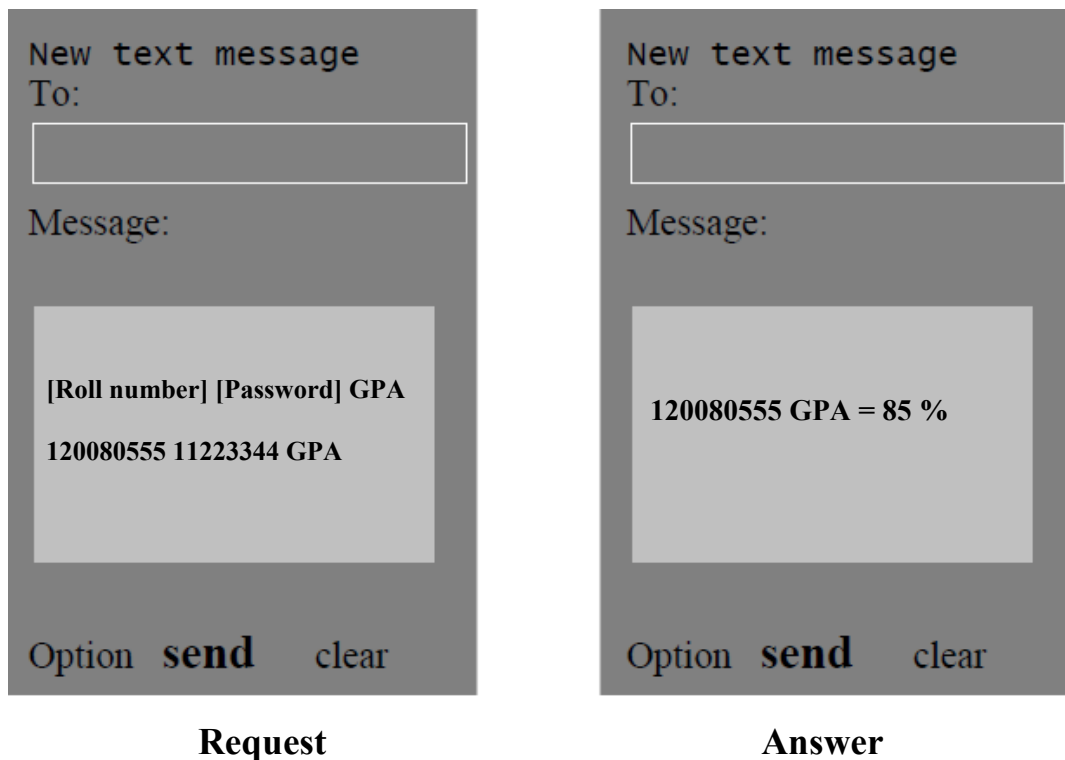 New text message
To:
Message:
[Roll number] [Password] GPA
120080555 11223344 GPA
Option send clear
Request
New text message
To:
Message:
120080555 GPA = 85 %
Option send clear
Answer